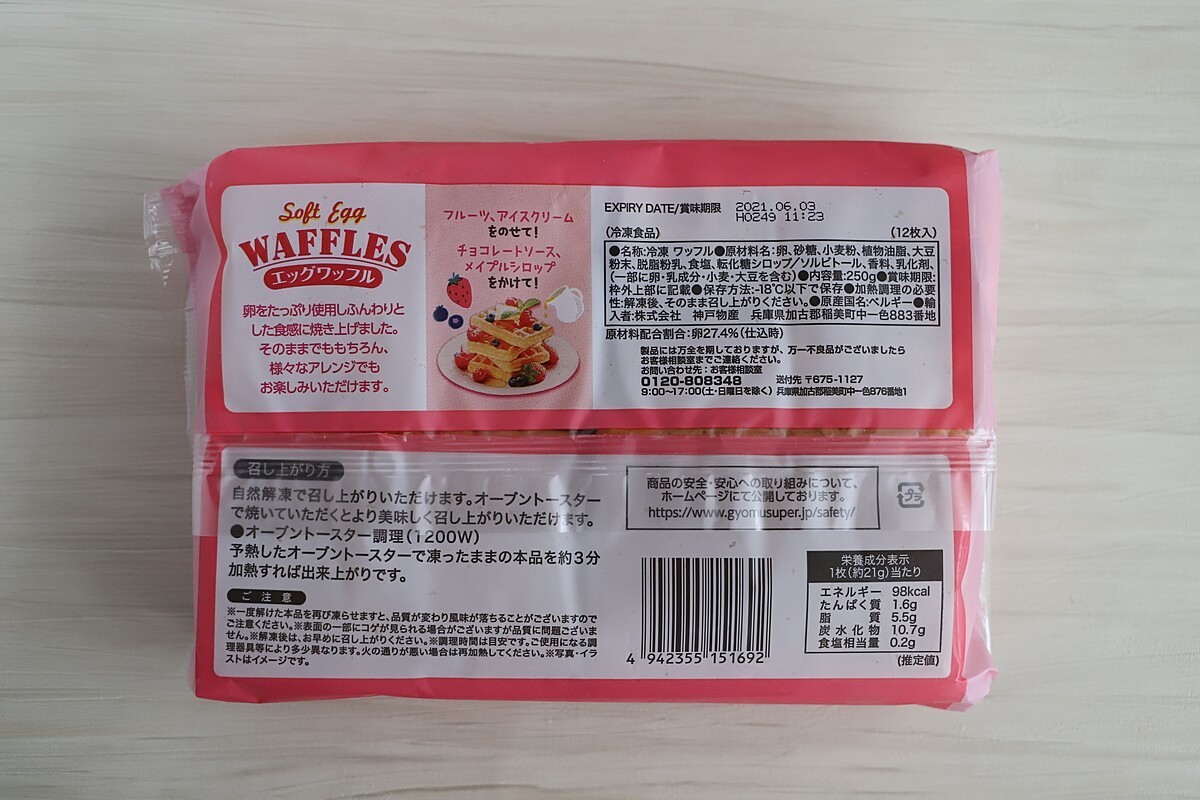 Soft Egg
WAFFLES
エッグワッフル
卵をたっぷり使用しふんわりと
した食感に焼き上げました。
そのままでももちろん、
様々なアレンジでも
お楽しみいただけます。
フルーツ、アイスクリーム
をのせて!
チョコレートソース、
メイプルシロップ
をかけて!
EXPIRY DATE/賞味期限 2021.06.03
H0249 11:23
(冷凍食品) (12枚入)
●名称:冷凍 ワッフル●原材料名:卵、砂糖、小麦粉、植物油脂、大豆
粉末、脱脂粉乳、食塩、転化糖シロップ/ソルビトール、香料、乳化剤、
(一部に卵・乳成分・小麦・大豆を含む)●内容量:250g●賞味期限:
枠外上部に記載●保存方法:-18℃以下で保存●加熱調理の必要
性:解凍後、そのまま召し上がりください。●原産国名:ベルギー●輸
入者:株式会社 神戸物産 兵庫県加古郡稲美町中一色883番地
原材料配合割合:卵27.4%(仕込時)
製品には万全を期しておりますが、万一不良品がございましたら
お客様相談室までご連絡ください。
お問い合わせ先:お客様相談室
0120-808348 送付先 〒675-1127
9:00〜17:00(土・日曜日を除く) 兵庫県加古郡稲美町中一色876番地1
召し上がり方
自然解凍で召し上がりいただけます。オーブントースター
で焼いていただくとより美味しく召し上がりいただけます。
●オーブントースター調理(1200W)
予熱したオーブントースターで凍ったままの本品を約3分
加熱すれば出来上がりです。
ご注意
※一度解けた本品を再び凍らせますと、品質が変わり風味が落ちることがございますので
ご注意ください。※表面の一部にコゲが見られる場合がございますが品質に問題ございま
せん。※解凍後は、お早めに召し上がりください。※調理時間は目安です。ご使用になる調
理器具等により多少異なります。火の通りが悪い場合は再加熱してください。※写真・イラ
ストはイメージです。
商品の安全・安心への取り組みについて、
ホームページにて公開しております。
https://www.gyomusuper.jp/safety/
プラ
4 942355 151692
栄養成分表示
1枚(約21g)当たり
エネルギー 98kcal
たんぱく質 1.6g
脂質 5.5g
炭水化物 10.7g
食塩相当量 0.2g
(推定値)